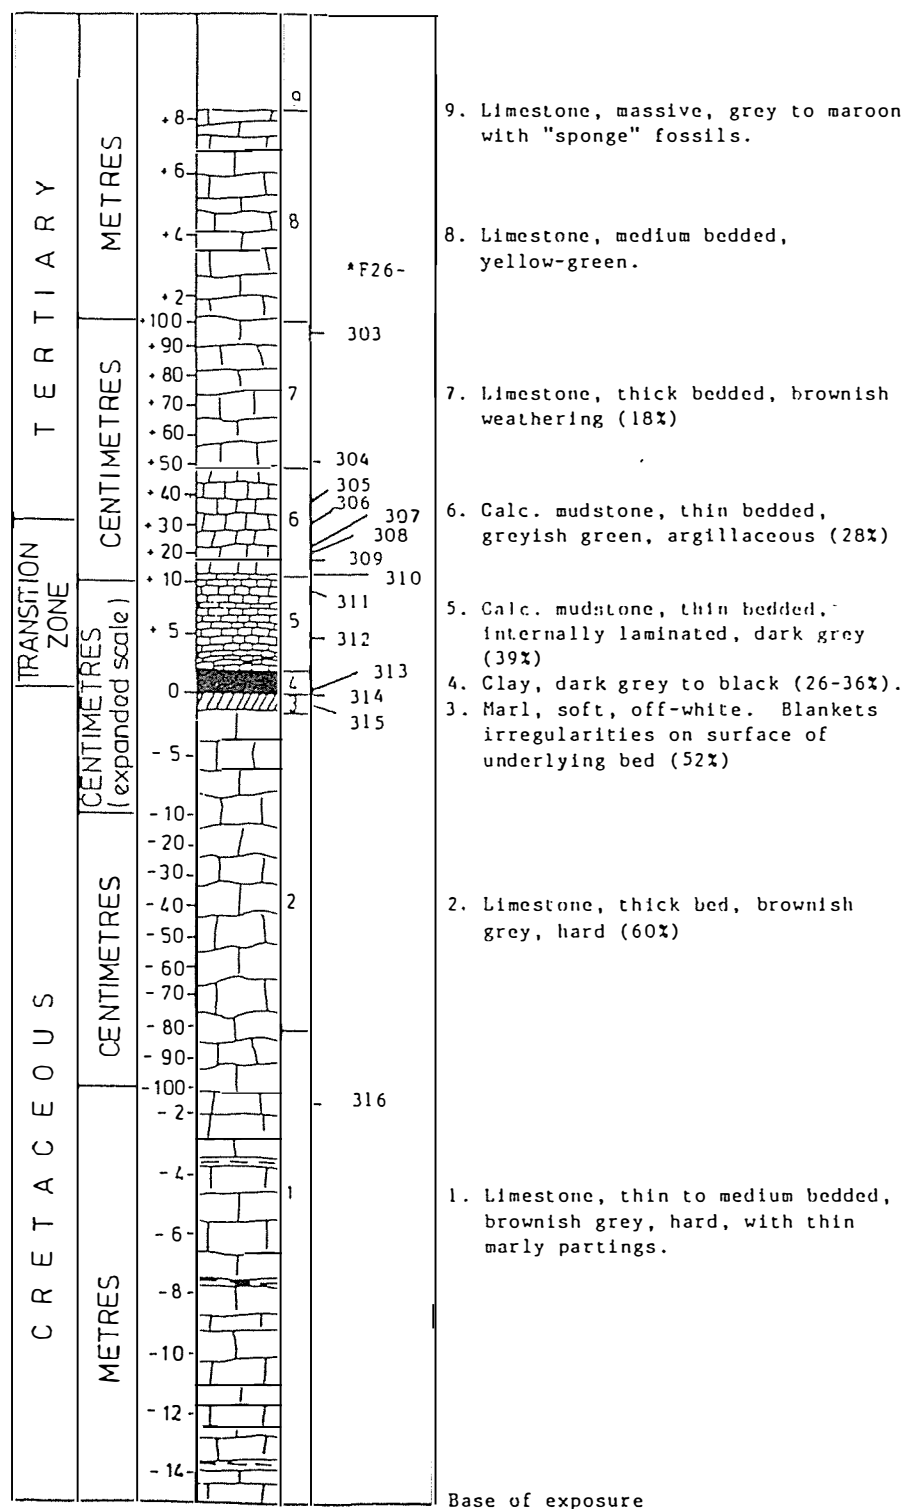 TERTIARY
TRANSITION
ZONE
CRETACEOUS
METRES
CENTIMETRES
CENTIMETRES
(expanded scale)
CENTIMETRES
METRES
+8
+6
+4
+2
+100
+90
+80
+70
+60
+50
+40
+30
+20
+10
+5
0
-5
-10
-20
-30
-40
-50
-60
-70
-80
-90
-100
-2
-4
-6
-8
-10
-12
-14
9
8
7
6
5
4
3
2
1
*F26-
303
304
305
306
307
308
309
310
311
312
313
314
315
316
9. Limestone, massive, grey to maroon
with "sponge" fossils.
8. Limestone, medium bedded,
yellow-green.
7. Limestone, thick bedded, brownish
weathering (18%)
6. Calc. mudstone, thin bedded,
greyish green, argillaceous (28%)
5. Calc. mudstone, thin bedded,
internally laminated, dark grey
(39%)
4. Clay, dark grey to black (26-36%).
3. Marl, soft, off-white. Blankets
irregularities on surface of
underlying bed (52%)
2. Limestone, thick bed, brownish
grey, hard (60%)
1. Limestone, thin to medium bedded,
brownish grey, hard, with thin
marly partings.
Base of exposure